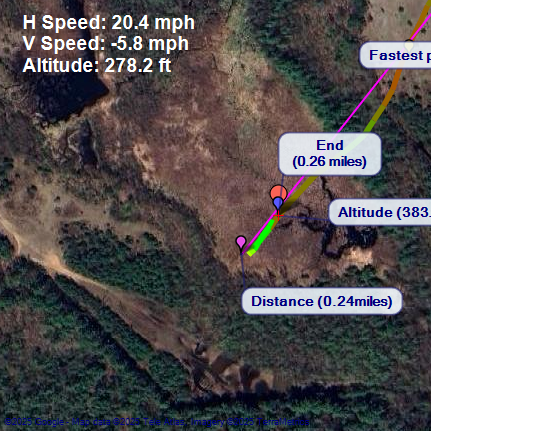 H Speed: 20.4 mph
V Speed: -5.8 mph
Altitude: 278.2 ft
Fastest p
End
(0.26 miles)
Altitude (383.
Distance (0.24miles)